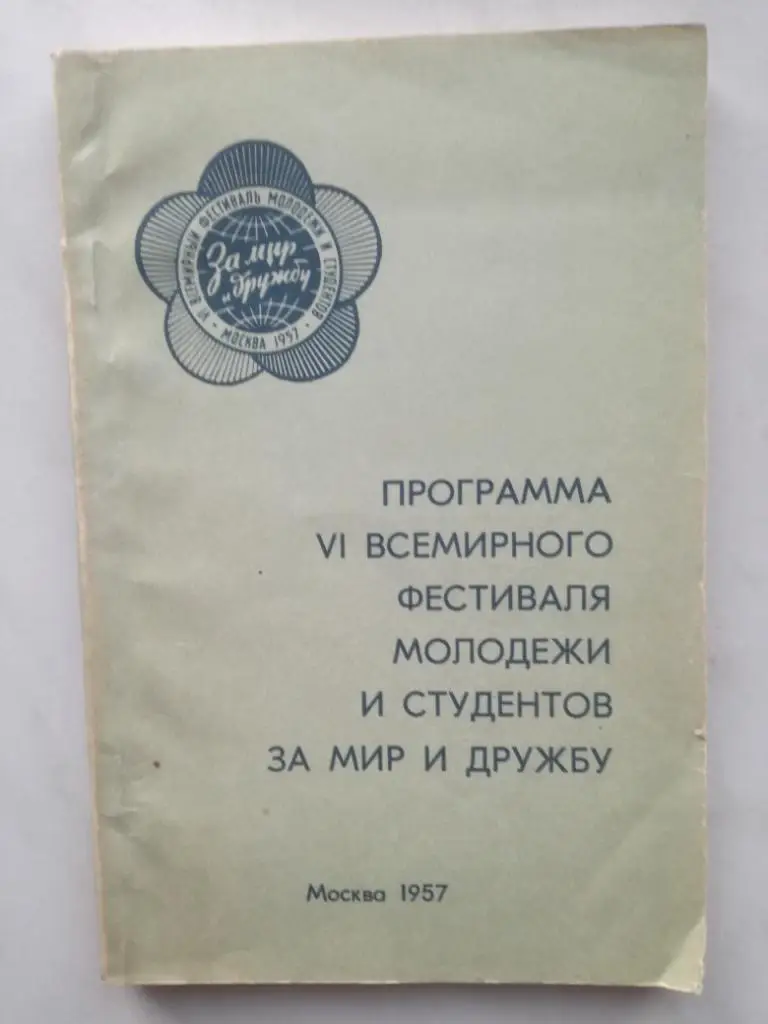 VI ВСЕМИРНЫЙ ФЕСТИВАЛЬ МОЛОДЕЖИ И СТУДЕНТОВ
За мир
и дружбу
• МОСКВА 1957 •
ПРОГРАММА
VI ВСЕМИРНОГО
ФЕСТИВАЛЯ
МОЛОДЕЖИ
И СТУДЕНТОВ
ЗА МИР И ДРУЖБУ
Москва 1957